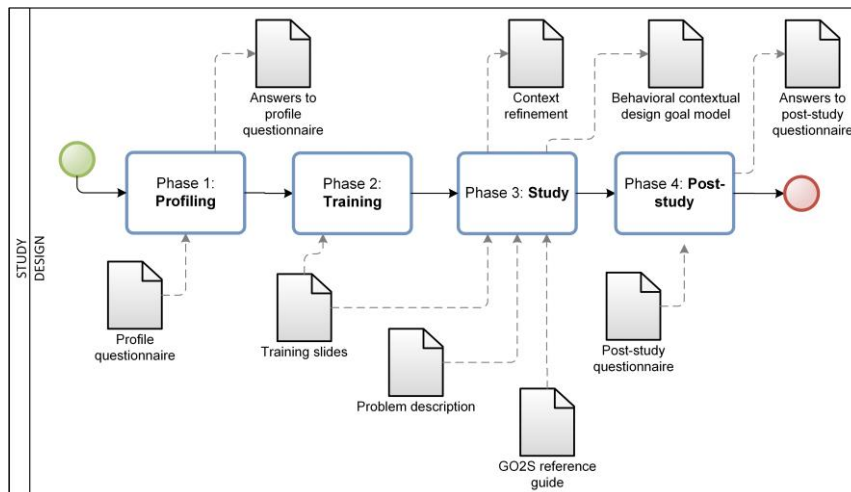 STUDY
DESIGN
Answers to
profile
questionnaire
Context
refinement
Behavioral contextual
design goal model
Answers to
post-study
questionnaire
Phase 1:
Profiling
Phase 2:
Training
Phase 3: Study
Phase 4: Post-
study
Profile
questionnaire
Training slides
Problem description
GO2S reference
guide
Post-study
questionnaire